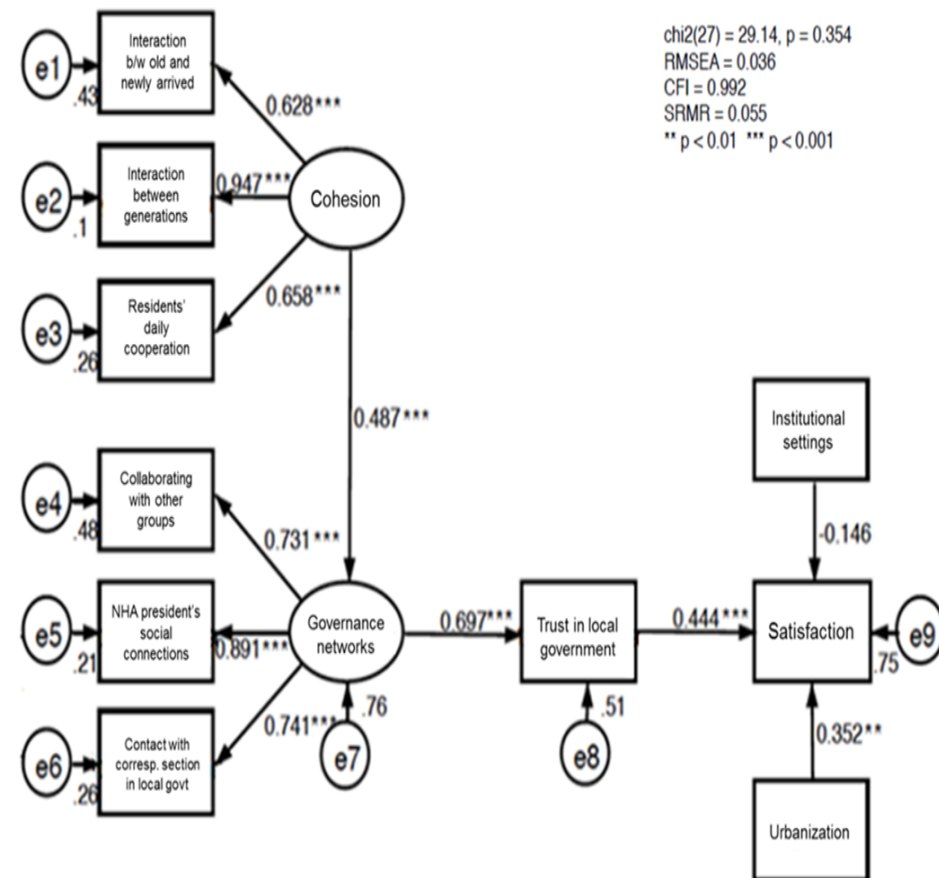 chi2(27) = 29.14, p = 0.354
RMSEA = 0.036
CFI = 0.992
SRMR = 0.055
** p < 0.01 *** p < 0.001
e1
.43
Interaction
b/w old and
newly arrived
0.628***
e2
.1
Interaction
between
generations
0.947***
Cohesion
e3
.26
Residents'
daily
cooperation
0.658***
0.487***
Institutional
settings
-0.146
e4
.48
Collaborating
with other
groups
0.731***
e5
.21
NHA president's
social
connections
0.891***
Governance
networks
0.697***
Trust in local
government
0.444***
Satisfaction
e9
.75
e6
.26
Contact with
corresp. section
in local govt
0.741***
.76
e7
.51
e8
0.352**
Urbanization